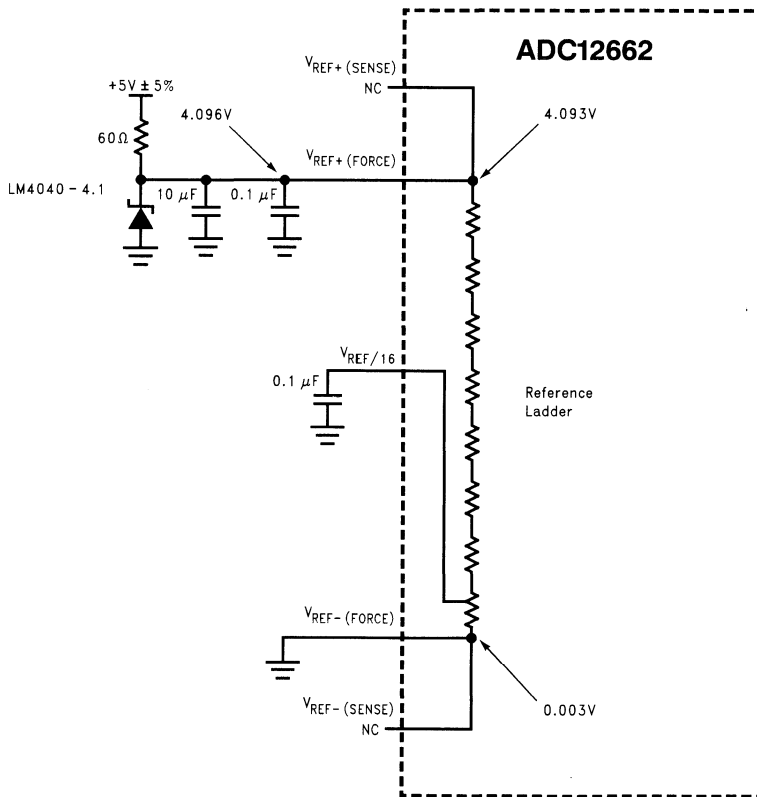 ADC12662
VREF+ (SENSE)
NC
+5V ± 5%
4.096V
4.093V
60Ω
VREF+ (FORCE)
LM4040-4.1
10 μF
0.1 μF
VREF/16
0.1 μF
Reference
Ladder
VREF- (FORCE)
VREF- (SENSE)
NC
0.003V